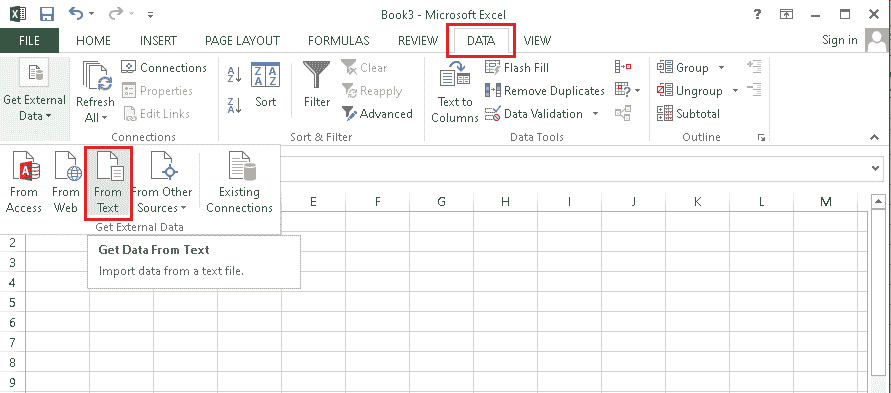 Book3 - Microsoft Excel
?
FILE HOME INSERT PAGE LAYOUT FORMULAS REVIEW DATA VIEW Sign in
Get External Data
Refresh All
Connections
Properties
Edit Links
Connections
A Z
Z A
Z A A Z
Sort
Filter
Clear
Reapply
Advanced
Sort & Filter
Text to Columns
Flash Fill
Remove Duplicates
Data Validation
?
Data Tools
Group
Ungroup
Subtotal
Outline
From Access
From Web
From Text
From Other Sources
Existing Connections
Get External Data
Get Data From Text
Import data from a text file.
E F G H I J K L M
2
3
4
5
6
7
8
9